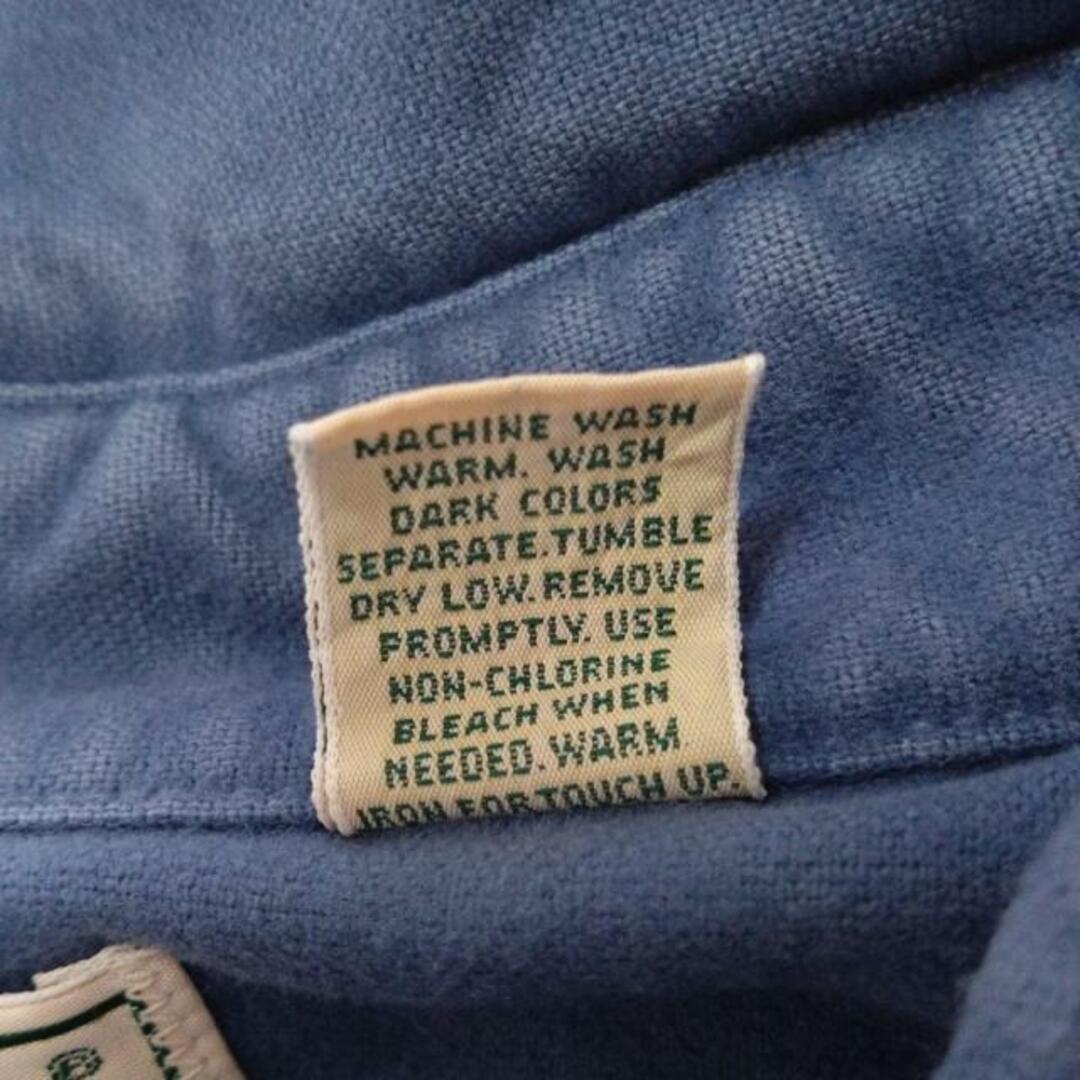 MACHINE WASH
WARM. WASH
DARK COLORS
SEPARATE. TUMBLE
DRY LOW. REMOVE
PROMPTLY. USE
NON-CHLORINE
BLEACH WHEN
NEEDED. WARM
IRON FOR TOUCH UP.